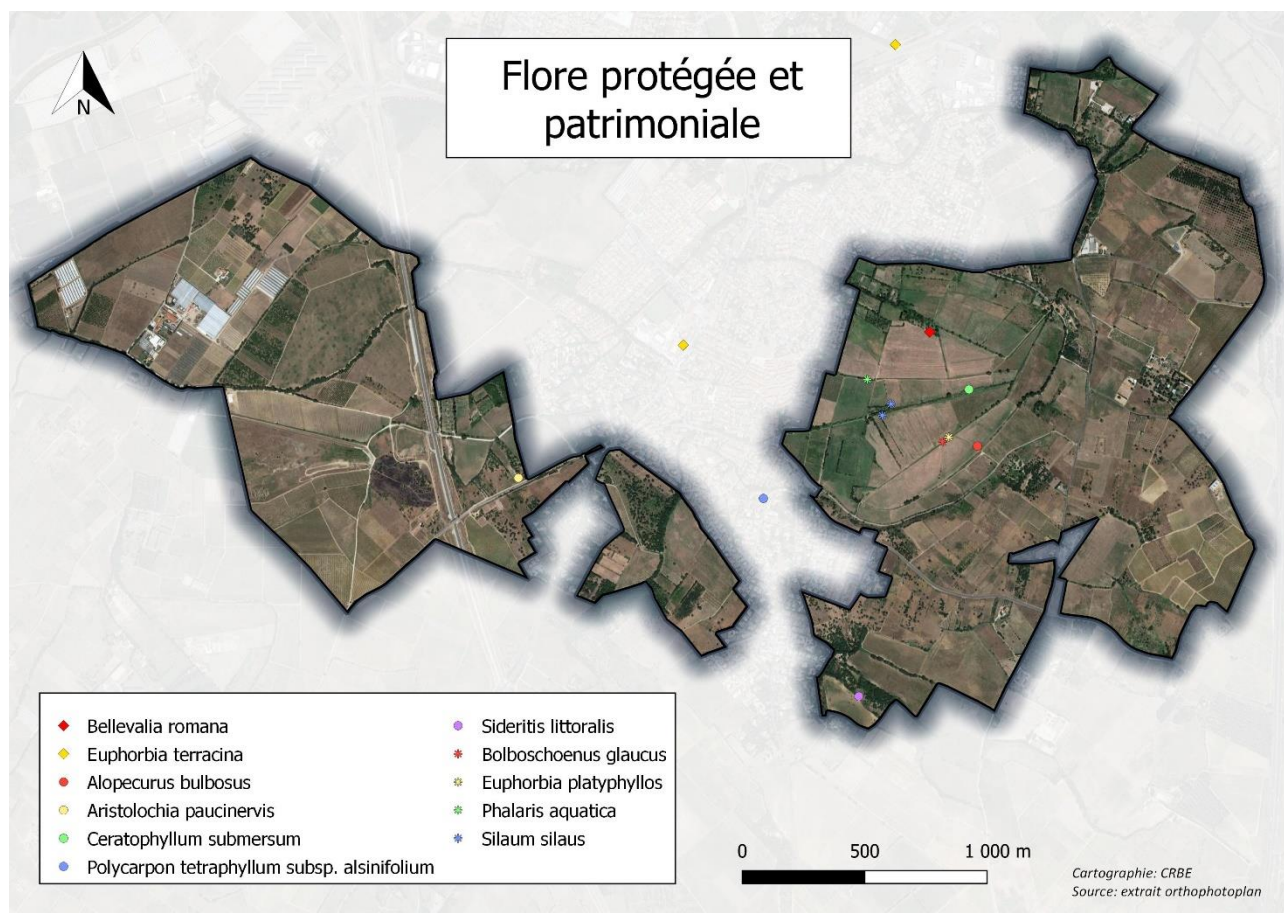 Flore protégée et
patrimoniale
N
Bellevalia romana
Euphorbia terracina
Alopecurus bulbosus
Aristolochia paucinervis
Ceratophyllum submersum
Polycarpon tetraphyllum subsp. alsinifolium
Sideritis littoralis
Bolboschoenus glaucus
Euphorbia platyphyllos
Phalaris aquatica
Silaum silaus
0 500 1 000 m
Cartographie: CRBE
Source: extrait orthophotoplan